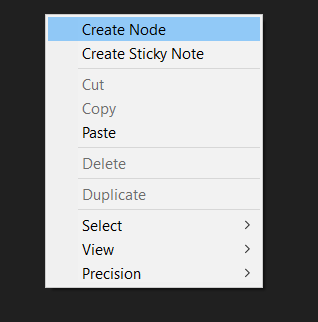 Create Node
Create Sticky Note
Cut
Copy
Paste
Delete
Duplicate
Select
View
Precision